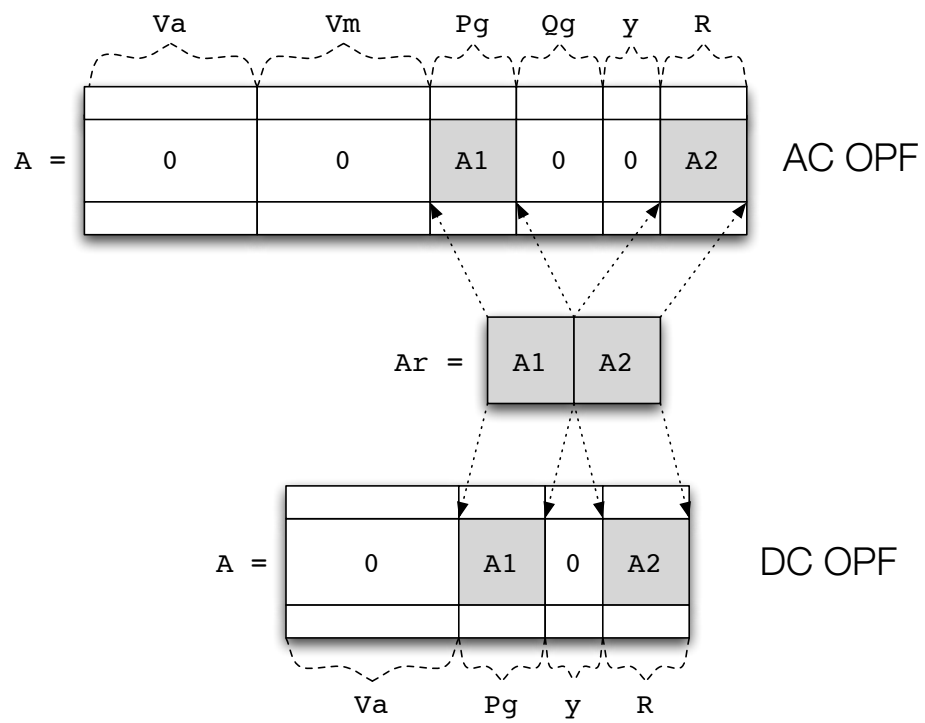 Va Vm Pg Qg y R
A = 0 0 A1 0 0 A2 AC OPF
Ar = A1 A2
A = 0 A1 0 A2 DC OPF
Va Pg y R